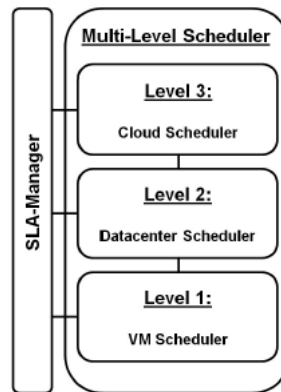 SLA-Manager
Multi-Level Scheduler
Level 3:
Cloud Scheduler
Level 2:
Datacenter Scheduler
Level 1:
VM Scheduler